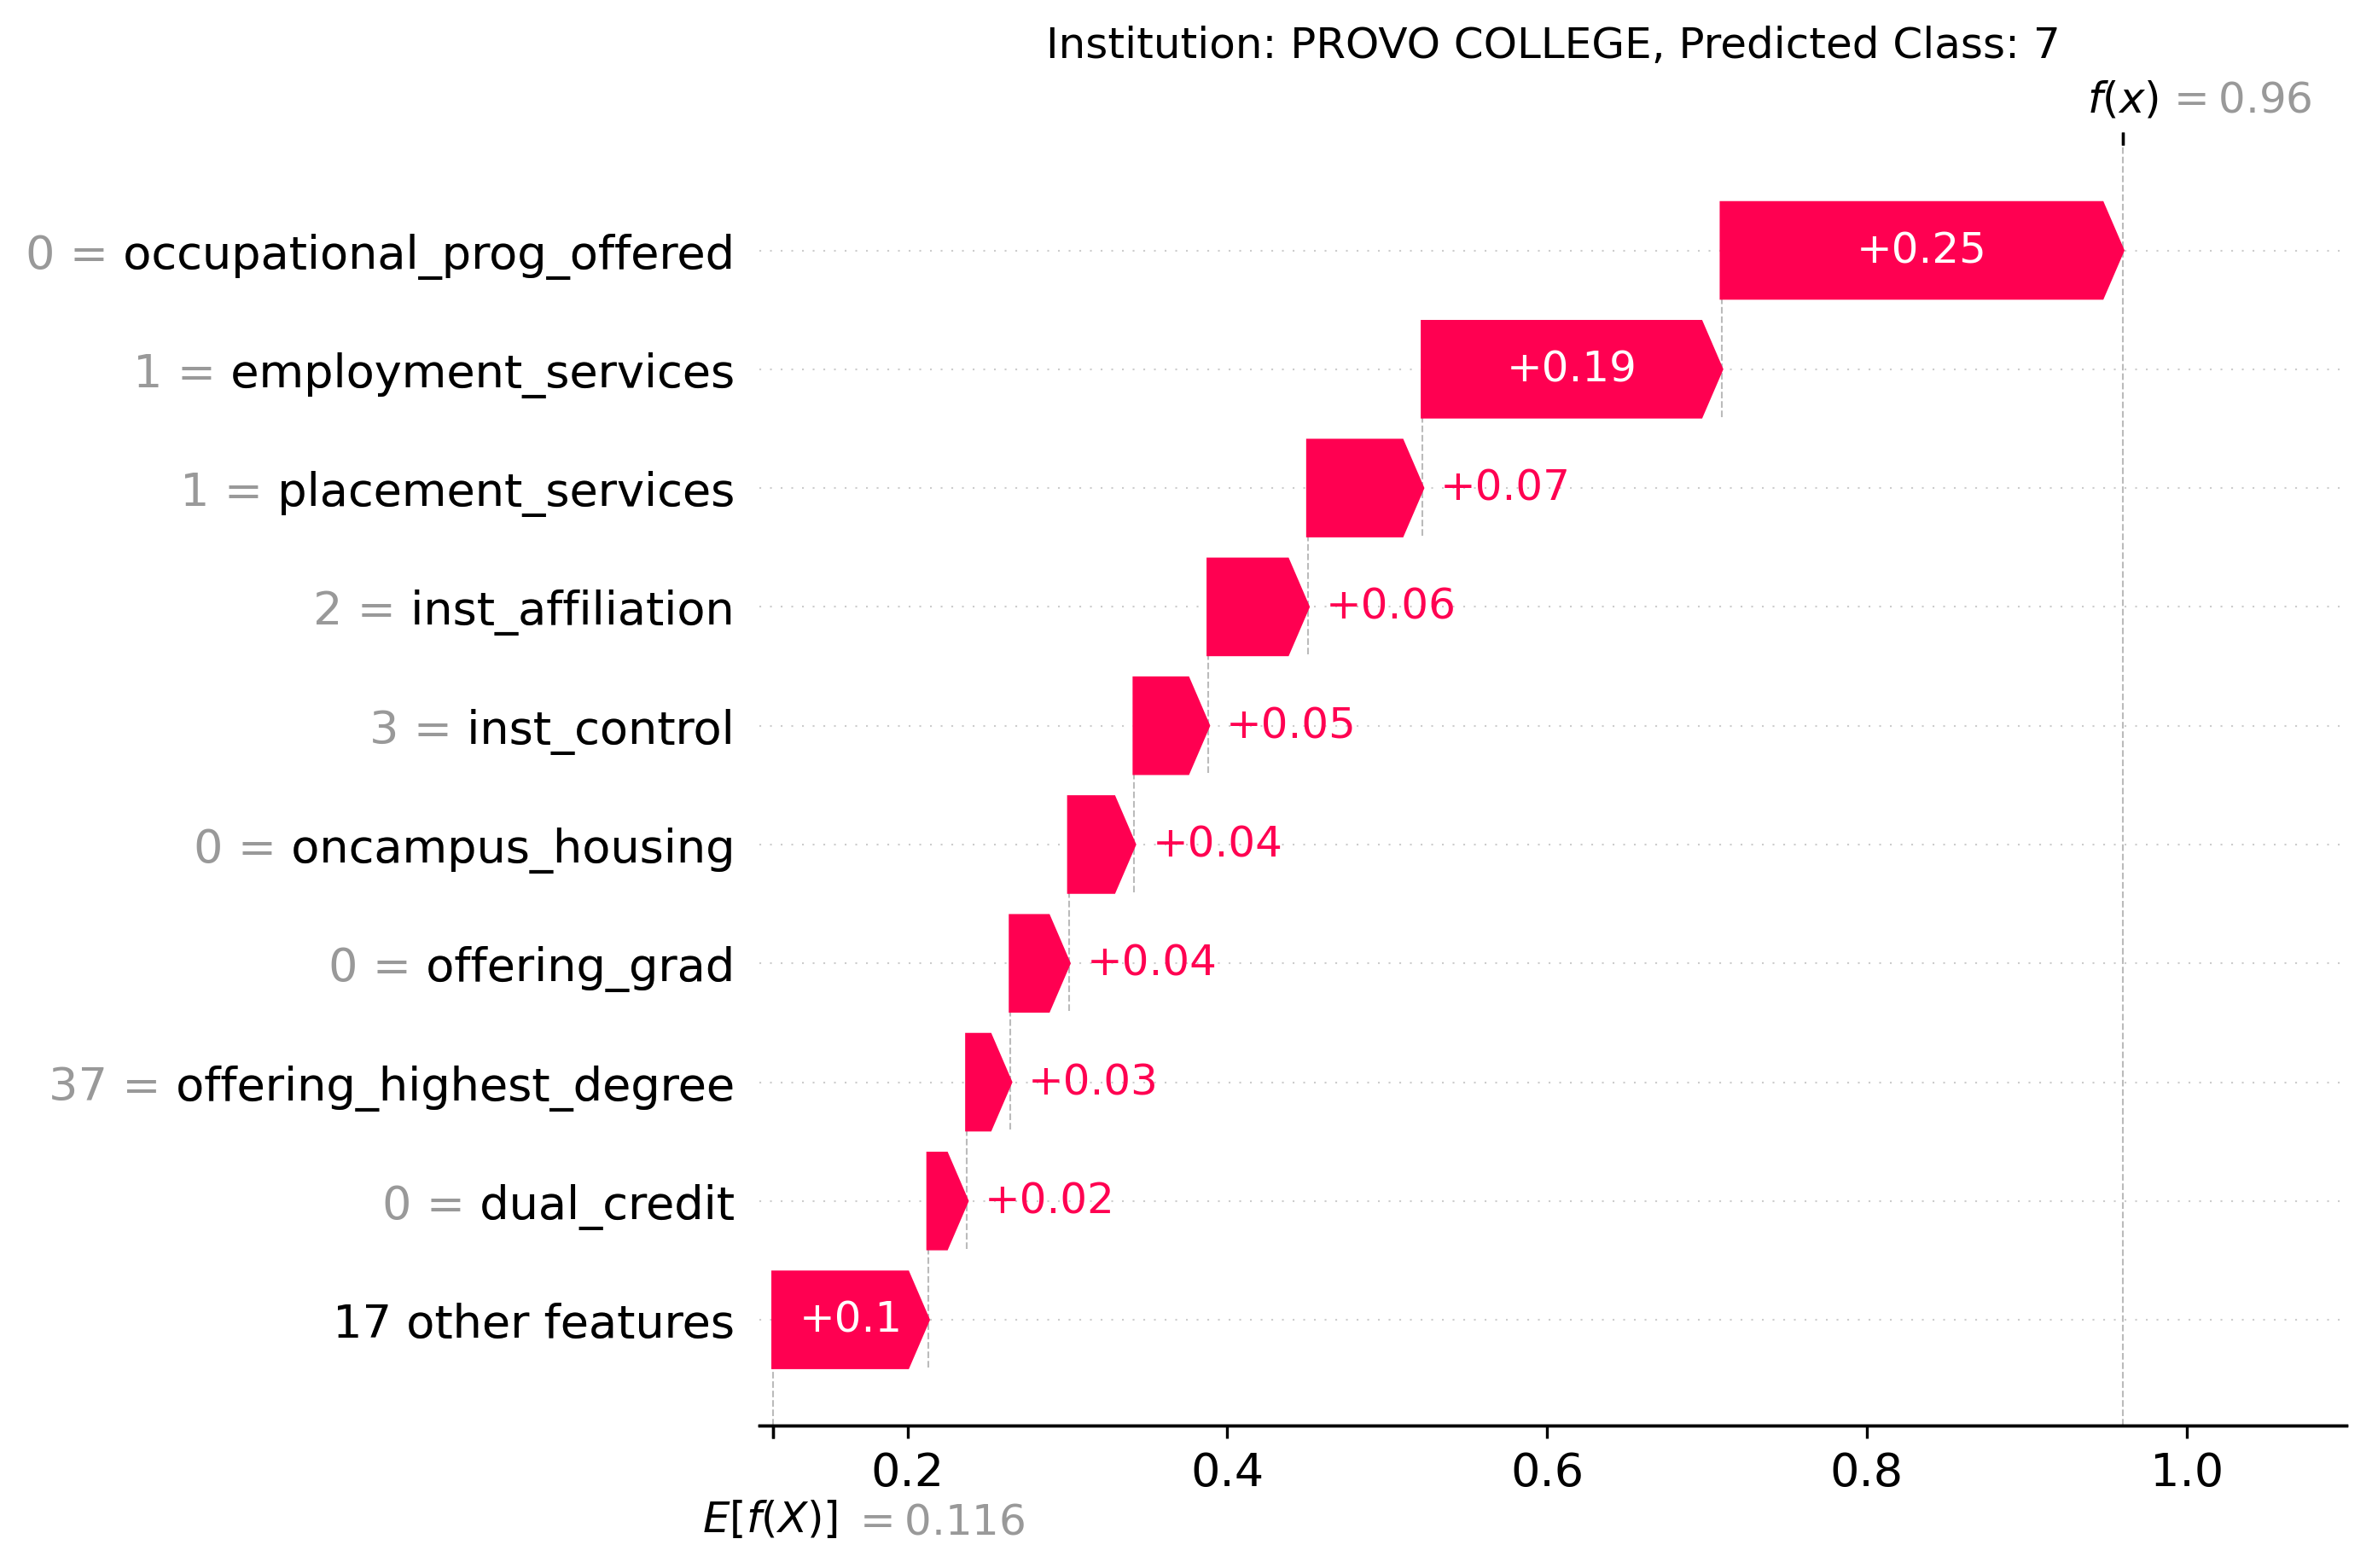 Institution: PROVO COLLEGE, Predicted Class: 7
f(x) = 0.96
0 = occupational_prog_offered +0.25
1 = employment_services +0.19
1 = placement_services +0.07
2 = inst_affiliation +0.06
3 = inst_control +0.05
0 = oncampus_housing +0.04
0 = offering_grad +0.04
37 = offering_highest_degree +0.03
0 = dual_credit +0.02
17 other features +0.1
0.2 0.4 0.6 0.8 1.0
E[f(X)] = 0.116